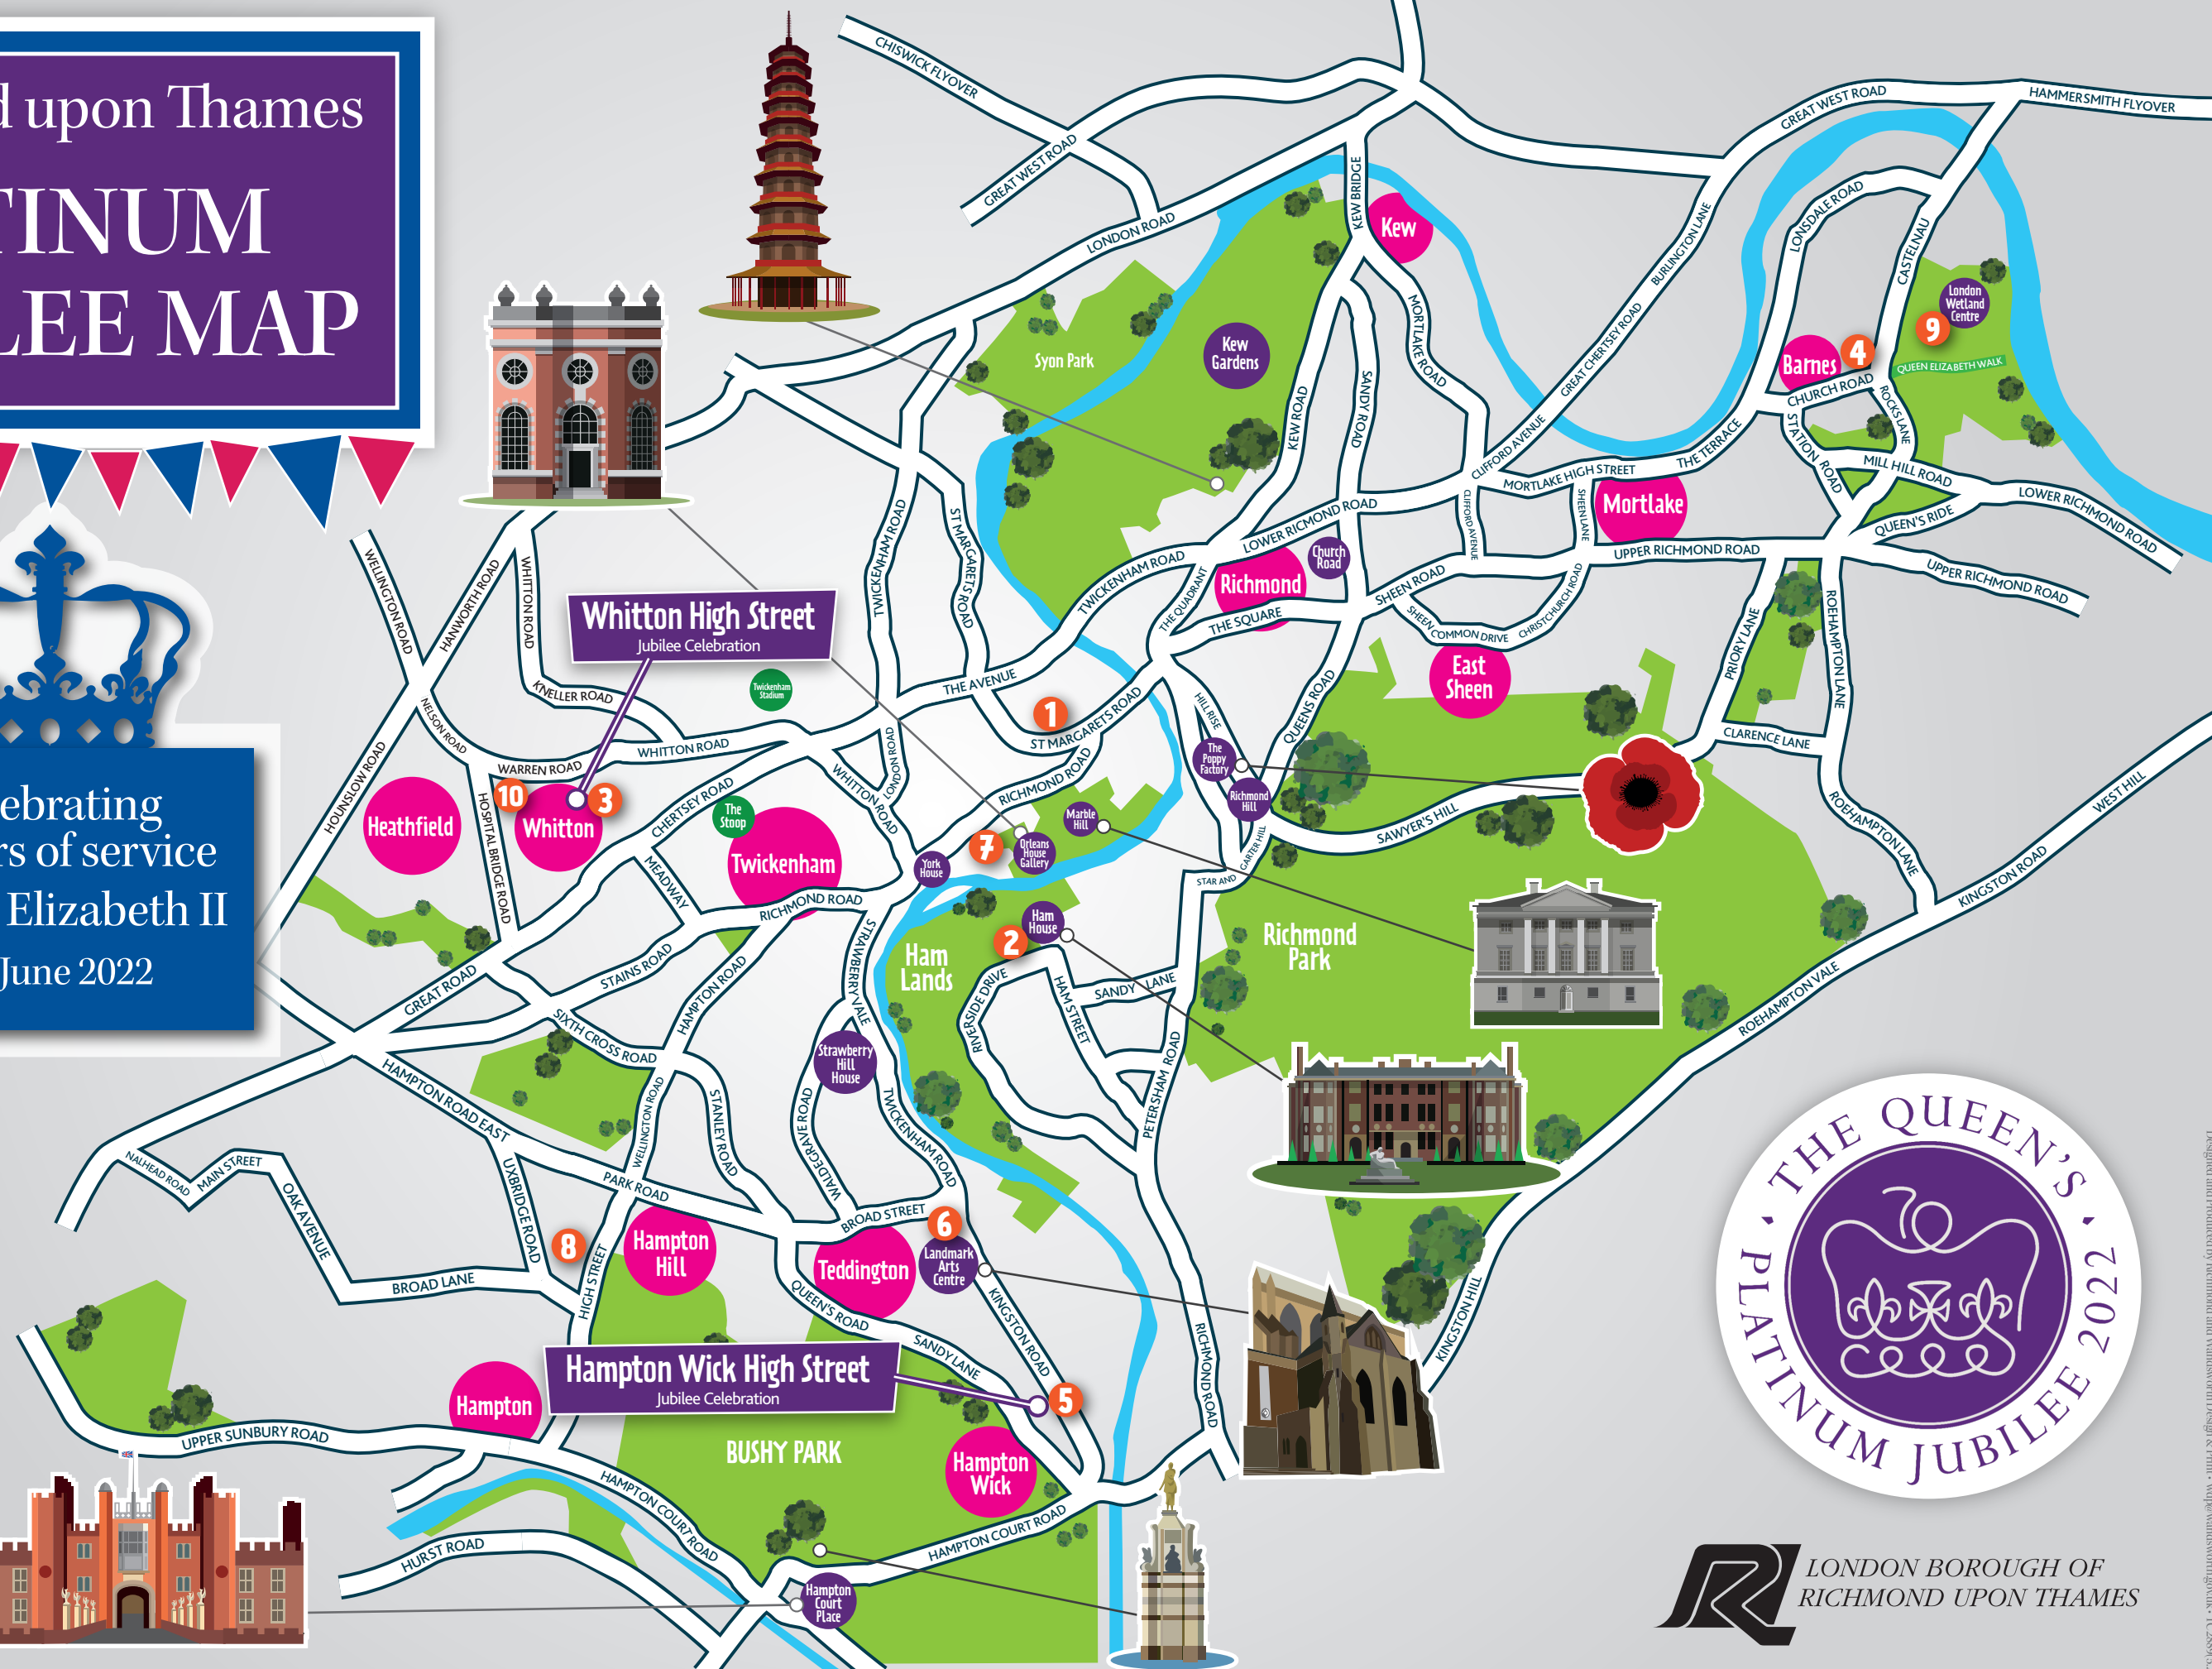 d upon Thames
TINUM
LEE MAP
ebrating
rs of service
Elizabeth II
June 2022
CHISWICK FLYOVER
GREAT WEST ROAD
LONDON ROAD
KEW BRIDGE
Kew
GREAT WEST ROAD
HAMMERSMITH FLYOVER
LONSDALE ROAD
CASTELNAU
BURLINGTON LANE
GREAT CHERTSEY ROAD
London
Wetland
Centre
9
QUEEN ELIZABETH WALK
Barnes
4
CHURCH ROAD
ROCKS LANE
STATION ROAD
MILL HILL ROAD
LOWER RICHMOND ROAD
QUEEN'S RIDE
Syon Park
Kew
Gardens
KEW ROAD
SANDY ROAD
MORTLAKE ROAD
CLIFFORD AVENUE
CLIFFORD AVENUE
MORTLAKE HIGH STREET
THE TERRACE
SHEEN LANE
Mortlake
LOWER RICMOND ROAD
UPPER RICHMOND ROAD
UPPER RICHMOND ROAD
Church
Road
Richmond
THE QUADRANT
THE SQUARE
SHEEN ROAD
SHEEN
COMMON DRIVE
CHRISTCHURCH ROAD
East
Sheen
PRIORY LANE
ROEHAMPTON LANE
CLARENCE LANE
ROEHAMPTON LANE
WEST HILL
KINGSTON ROAD
ROEHAMPTON VALE
KINGSTON HILL
WELLINGTON ROAD
HANWORTH ROAD
WHITTON ROAD
Whitton High Street
Jubilee Celebration
TWICKENHAM ROAD
ST MARGARETS ROAD
TWICKENHAM ROAD
THE AVENUE
Twickenham
Stadium
KNELLER ROAD
NELSON ROAD
HOUNSLOW ROAD
WARREN ROAD
WHITTON ROAD
1
ST MARGARETS ROAD
HILL RISE
QUEENS ROAD
The
Poppy
Factory
Richmond
Hill
SAWYER'S HILL
STAR AND
GARTER HILL
Heathfield
10
Whitton
3
HOSPITAL BRIDGE ROAD
CHERTSEY ROAD
The
Stoop
Twickenham
WHITTON ROAD
LONDON ROAD
RICHMOND ROAD
Marble
Hill
York
House
7
Orleans
House
Gallery
MEADWAY
RICHMOND ROAD
STRAWBERRY VALE
Ham
Lands
2
Ham
House
Richmond
Park
RIVERSIDE DRIVE
HAM STREET
SANDY LANE
PETERSHAM ROAD
GREAT ROAD
STAINS ROAD
HAMPTON ROAD
SIXTH CROSS ROAD
Strawberry
Hill
House
HAMPTON ROAD EAST
WELLINGTON ROAD
STANLEY ROAD
WALDEGRAVE ROAD
TWICKENHAM ROAD
NALHEAD ROAD
MAIN STREET
OAK AVENUE
UXBRIDGE ROAD
PARK ROAD
BROAD STREET
6
Landmark
Arts
Centre
8
Hampton
Hill
Teddington
BROAD LANE
HIGH STREET
QUEEN'S ROAD
SANDY LANE
KINGSTON ROAD
RICHMOND ROAD
Hampton Wick High Street
Jubilee Celebration
5
Hampton
BUSHY PARK
Hampton
Wick
UPPER SUNBURY ROAD
HAMPTON COURT ROAD
HAMPTON COURT ROAD
HURST ROAD
Hampton
Court
Place
THE QUEEN'S
PLATINUM JUBILEE 2022
70
LONDON BOROUGH OF
RICHMOND UPON THAMES